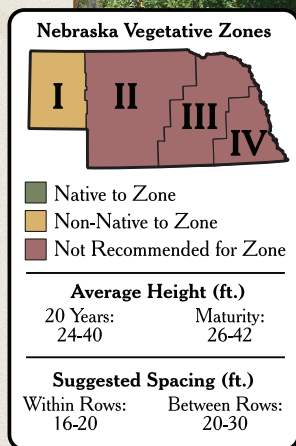 Nebraska Vegetative Zones
I
II
III
IV
Native to Zone
Non-Native to Zone
Not Recommended for Zone
Average Height (ft.)
20 Years: Maturity:
24-40 26-42
Suggested Spacing (ft.)
Within Rows: Between Rows:
16-20 20-30